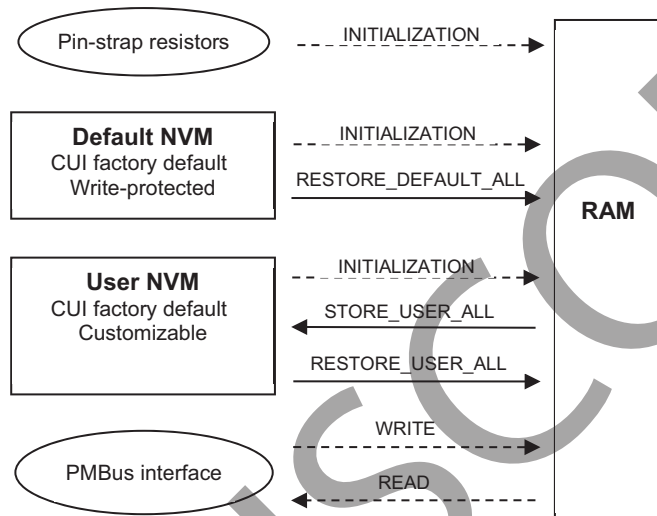 Pin-strap resistors
INITIALIZATION
Default NVM
CUI factory default
Write-protected
INITIALIZATION
RESTORE_DEFAULT_ALL
RAM
User NVM
CUI factory default
Customizable
INITIALIZATION
STORE_USER_ALL
RESTORE_USER_ALL
PMBus interface
WRITE
READ